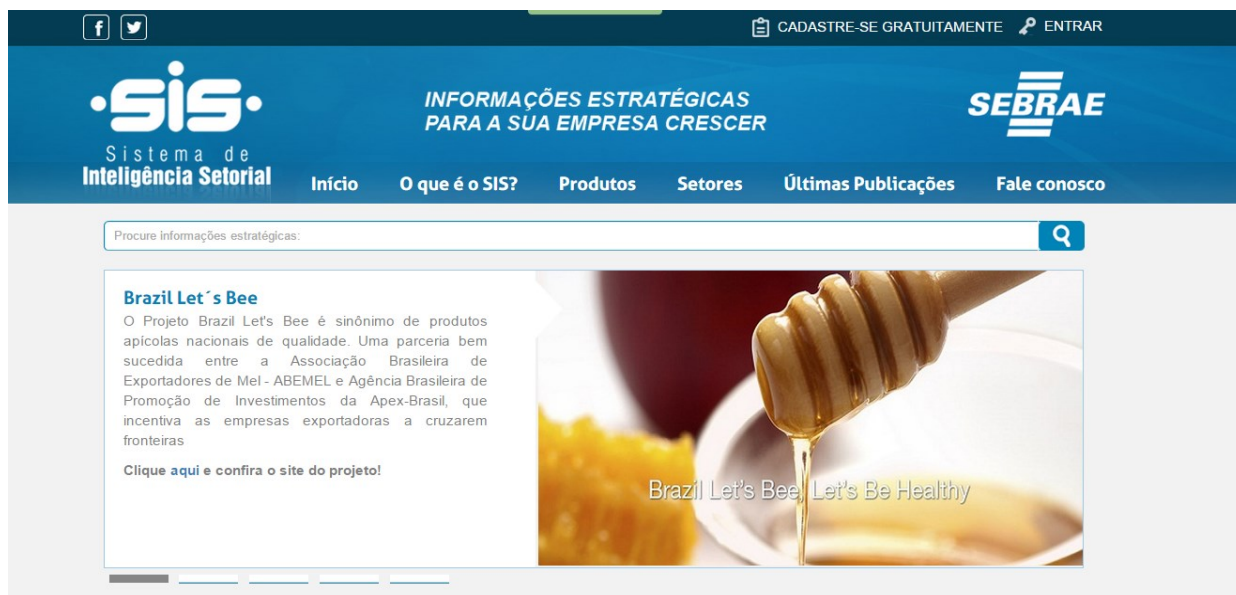 CADASTRE-SE GRATUITAMENTE ENTRAR
sis
Sistema de
Inteligência Setorial
INFORMAÇÕES ESTRATÉGICAS
PARA A SUA EMPRESA CRESCER
SEBRAE
Início O que é o SIS? Produtos Setores Últimas Publicações Fale conosco
Procure informações estratégicas:
Brazil Let´s Bee
O Projeto Brazil Let's Bee é sinônimo de produtos
apícolas nacionais de qualidade. Uma parceria bem
sucedida entre a Associação Brasileira de
Exportadores de Mel - ABEMEL e Agência Brasileira de
Promoção de Investimentos da Apex-Brasil, que
incentiva as empresas exportadoras a cruzarem
fronteiras
Clique aqui e confira o site do projeto!
Brazil Let's Bee, Let's Be Healthy